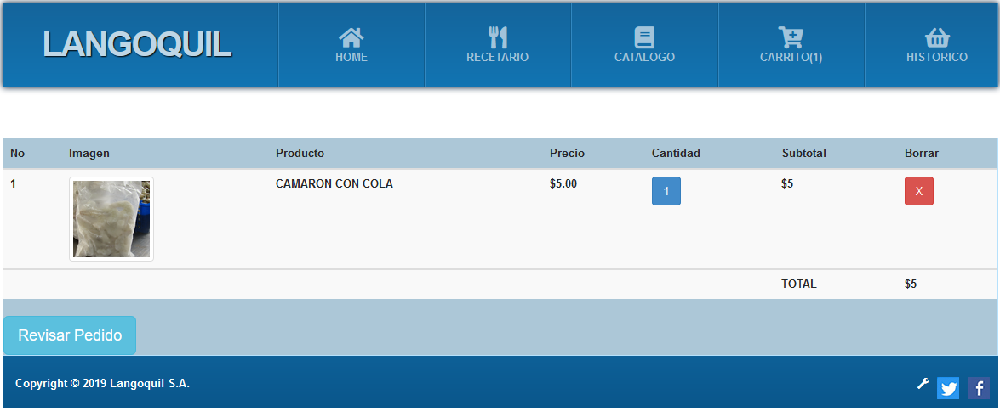 LANGOQUIL
HOME RECETARIO CATALOGO CARRITO(1) HISTORICO
No Imagen Producto Precio Cantidad Subtotal Borrar
1 CAMARON CON COLA $5.00 1 $5 X
TOTAL $5
Revisar Pedido
Copyright © 2019 Langoquil S.A.